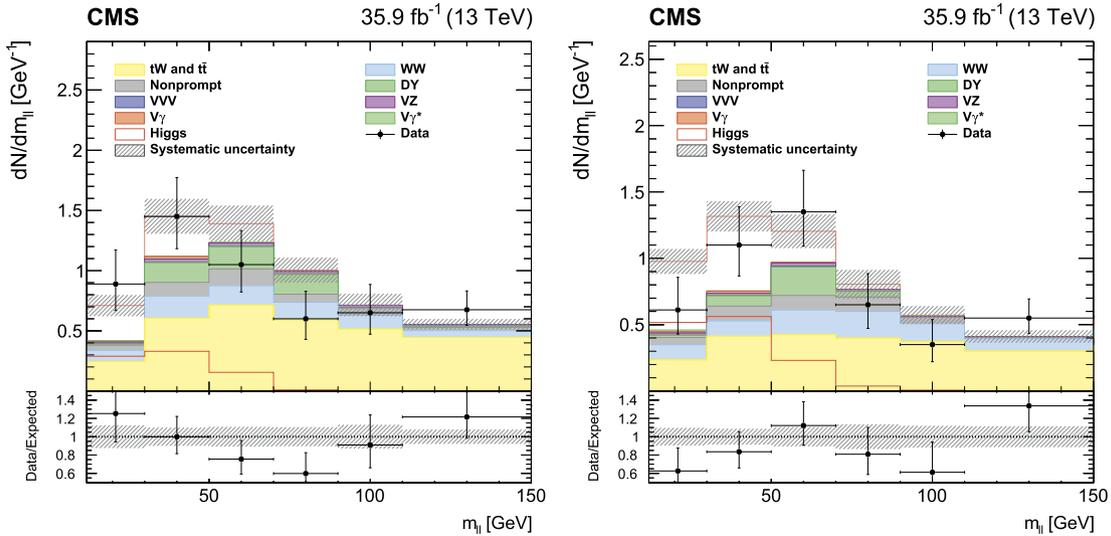 CMS 35.9 fb⁻¹ (13 TeV)
dN/dm_ll [GeV⁻¹]
tW and tt̄ WW
Nonprompt DY
VVV VZ
Vγ Vγ*
Higgs Data
Systematic uncertainty
2.5
2
1.5
1
0.5
Data/Expected
1.4
1.2
1
0.8
0.6
50 100 150
m_ll [GeV]
CMS 35.9 fb⁻¹ (13 TeV)
dN/dm_ll [GeV⁻¹]
tW and tt̄ WW
Nonprompt DY
VVV VZ
Vγ Vγ*
Higgs Data
Systematic uncertainty
2.5
2
1.5
1
0.5
Data/Expected
1.4
1.2
1
0.8
0.6
50 100 150
m_ll [GeV]